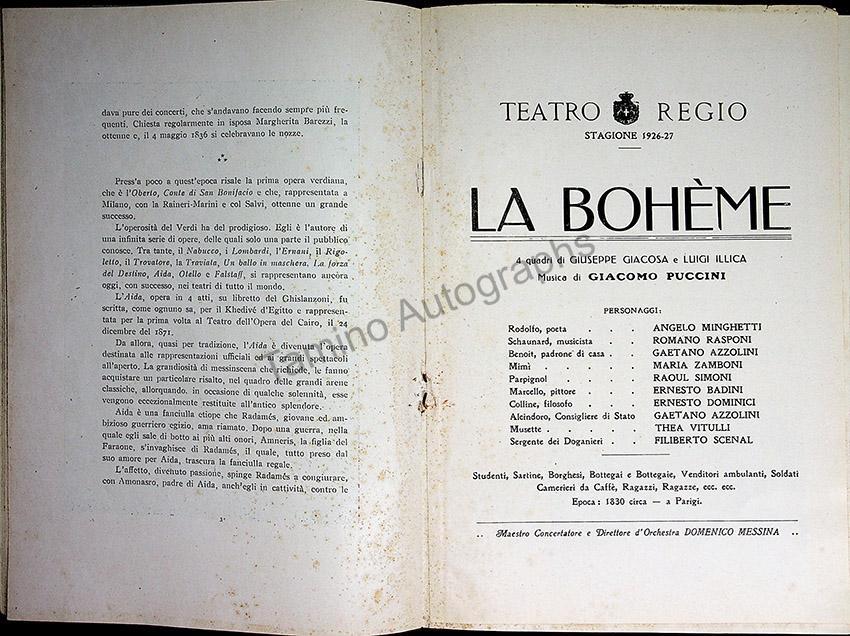 dava pure dei concerti, che s'andavano facendo sempre più fre-
quenti. Chiesta regolarmente in isposa Margherita Barezzi, la
ottenne e, il 4 maggio 1836 si celebravano le nozze.
Press'a poco a quest'epoca risale la prima opera verdiana,
che è l'Oberto, Conte di San Bonifacio e che, rappresentata a
Milano, con la Raineri-Marini e col Salvi, ottenne un grande
successo.
L'operosità del Verdi ha del prodigioso. Egli è l'autore di
una infinita serie di opere, delle quali solo una parte il pubblico
conosce. Tra tante, il Nabucco, i Lombardi, l'Ernani, il Rigo-
letto, il Trovatore, la Traviata, Un ballo in maschera, La forza
del Destino, Aida, Otello e Falstaff, si rappresentano ancora
oggi, con successo, nei teatri di tutto il mondo.
L'Aida, opera in 4 atti, su libretto del Ghislanzoni, fu
scritta, come ognuno sa, per il Khedivé d'Egitto e rappresen-
tata per la prima volta al Teatro dell'Opera del Cairo, il 24
dicembre del 1871.
Da allora, quasi per tradizione, l'Aida è divenuta l'opera
destinata alle rappresentazioni ufficiali ed ai grandi spettacoli
all'aperto. La grandiosità di messinscena che richiede, le fanno
acquistare un particolare risalto, nel quadro delle grandi arene
classiche, allorquando, in occasione di qualche solennità, esse
vengono eccezionalmente restituite all'antico splendore.
Aida è una fanciulla etiope che Radamés, giovane ed am-
bizioso guerriero egizio, ama riamato. Dopo una guerra, nella
quale egli sale di botto ai più alti onori, Amneris, la figlia del
Faraone, s'invaghisce di Radamés, il quale, tutto preso dal
suo amore per Aida, trascura la fanciulla regale.
L'affetto, divenuto passione, spinge Radamés a congiurare,
con Amonasro, padre di Aida, anch'egli in cattività, contro le
TEATRO REGIO
STAGIONE 1926-27
LA BOHÈME
4 quadri di GIUSEPPE GIACOSA e LUIGI ILLICA
Musica di GIACOMO PUCCINI
PERSONAGGI:
Rodolfo, poeta . . . ANGELO MINGHETTI
Schaunard, musicista . . ROMANO RASPONI
Benoit, padrone di casa . . GAETANO AZZOLINI
Mimì . . . . MARIA ZAMBONI
Parpignol . . . . RAOUL SIMONI
Marcello, pittore . . . ERNESTO BADINI
Colline, filosofo . . . ERNESTO DOMINICI
Alcindoro, Consigliere di Stato GAETANO AZZOLINI
Musette . . . . THEA VITULLI
Sergente dei Doganieri . . FILIBERTO SCENAL
Studenti, Sartine, Borghesi, Bottegai e Bottegaie, Venditori ambulanti, Soldati
Camerieri da Caffè, Ragazzi, Ragazze, ecc. ecc.
Epoca: 1830 circa — a Parigi.
.. Maestro Concertatore e Direttore d'Orchestra DOMENICO MESSINA ..
Tamino Autographs